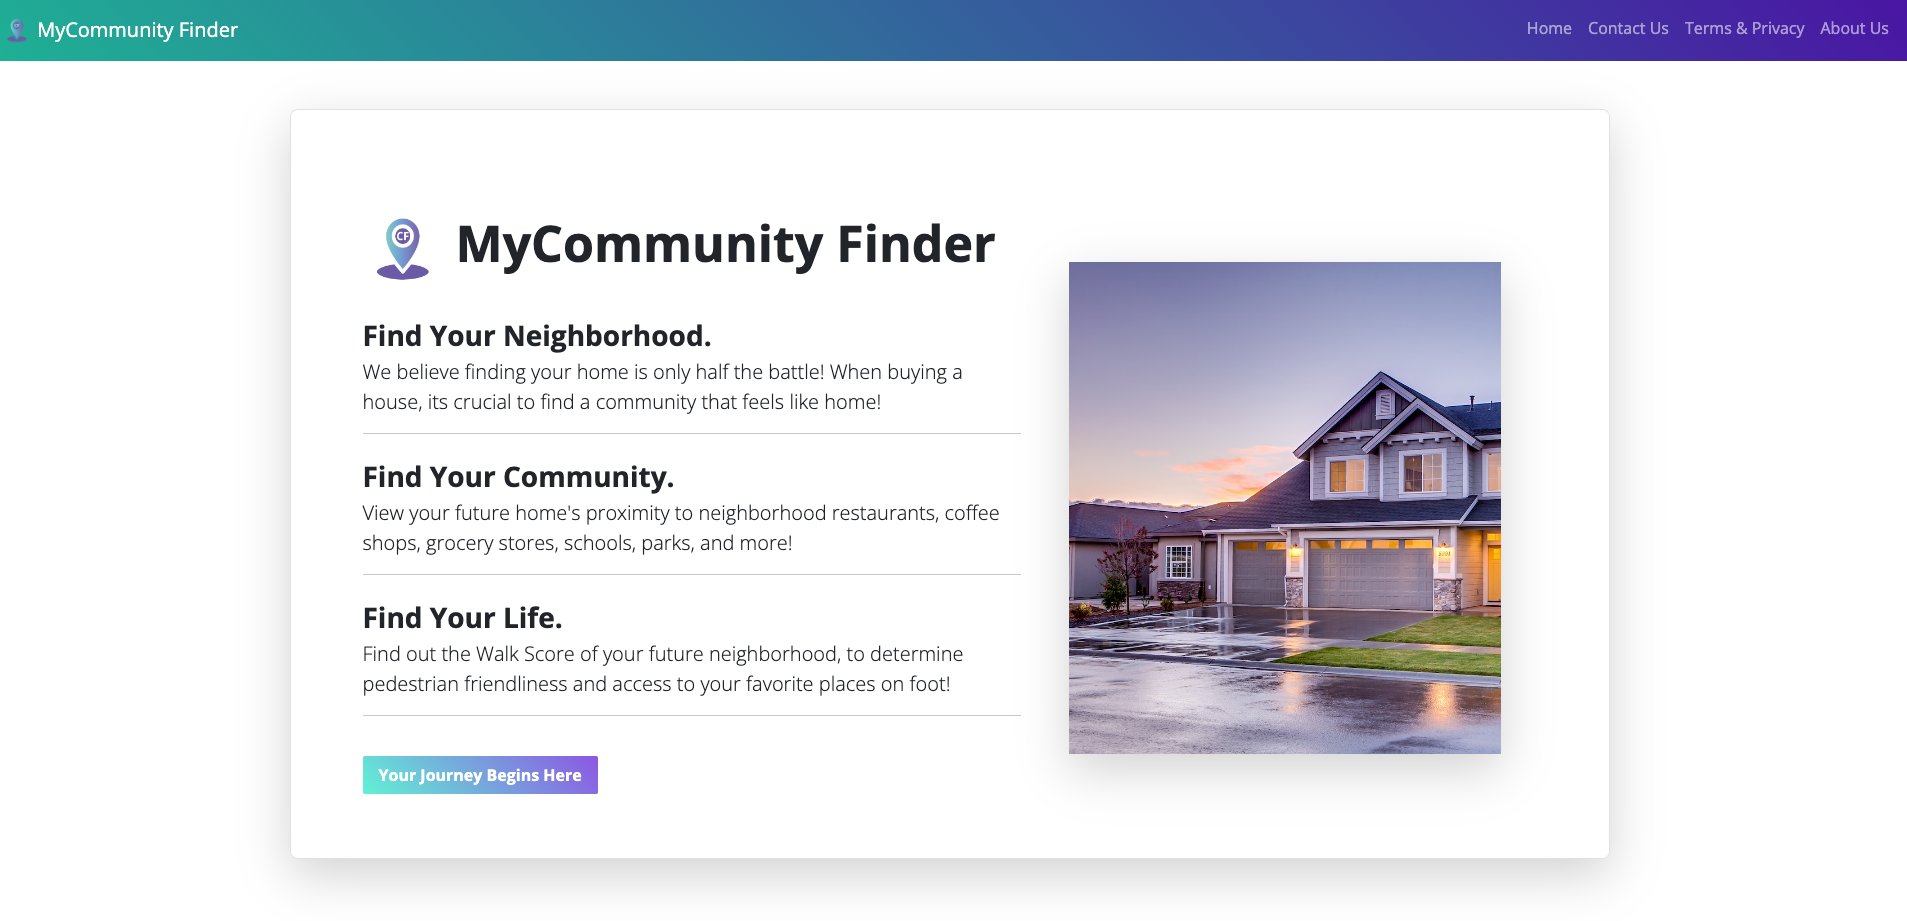 MyCommunity Finder
Home Contact Us Terms & Privacy About Us
CF
MyCommunity Finder
Find Your Neighborhood.
We believe finding your home is only half the battle! When buying a
house, its crucial to find a community that feels like home!
Find Your Community.
View your future home's proximity to neighborhood restaurants, coffee
shops, grocery stores, schools, parks, and more!
Find Your Life.
Find out the Walk Score of your future neighborhood, to determine
pedestrian friendliness and access to your favorite places on foot!
Your Journey Begins Here